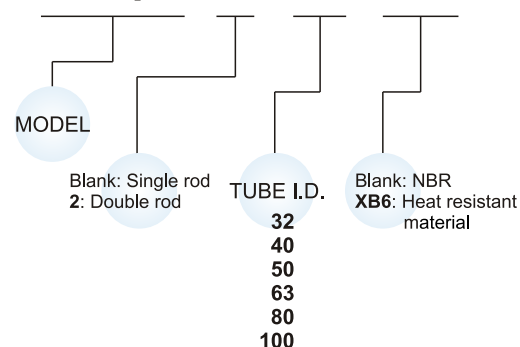 MODEL
Blank: Single rod
2: Double rod
TUBE I.D.
32
40
50
63
80
100
Blank: NBR
XB6: Heat resistant
material